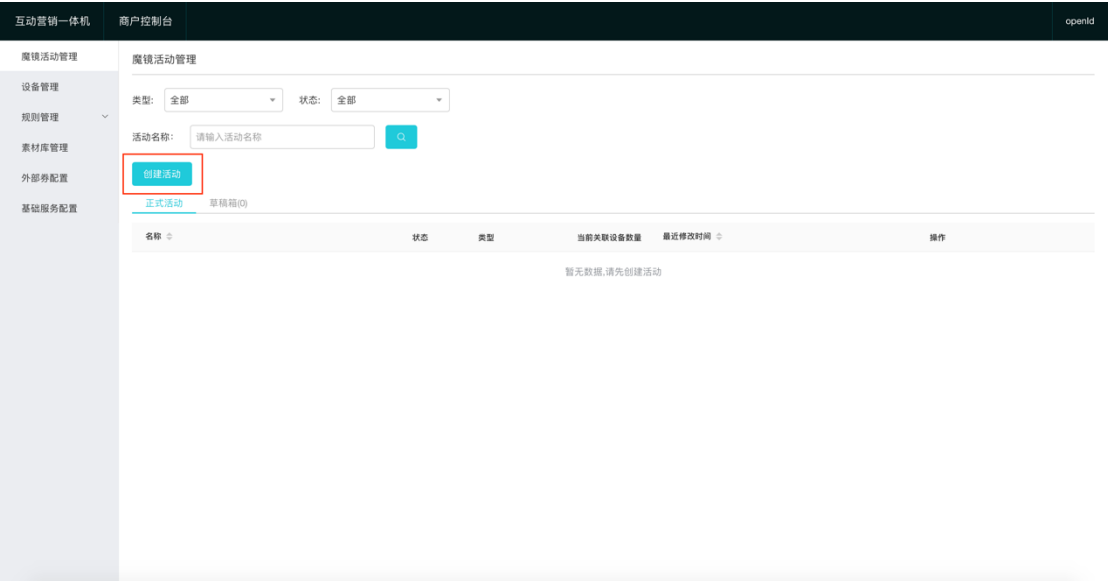 互动营销一体机 商户控制台 openId
魔镜活动管理
设备管理
规则管理
素材库管理
外部券配置
基础服务配置
魔镜活动管理
类型: 全部 状态: 全部
活动名称: 请输入活动名称
创建活动
正式活动 草稿箱(0)
名称 状态 类型 当前关联设备数量 最近修改时间 操作
暂无数据,请先创建活动